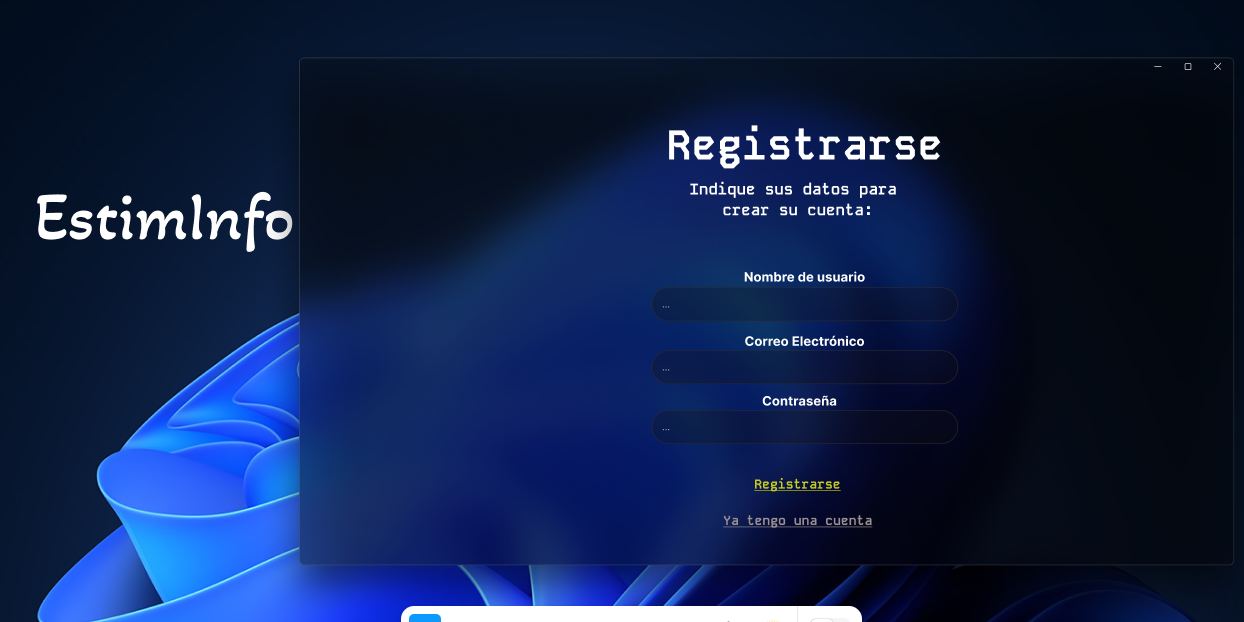 EstimInfo
Registrarse
Indique sus datos para
crear su cuenta:
Nombre de usuario
...
Correo Electrónico
...
Contraseña
...
Registrarse
Ya tengo una cuenta